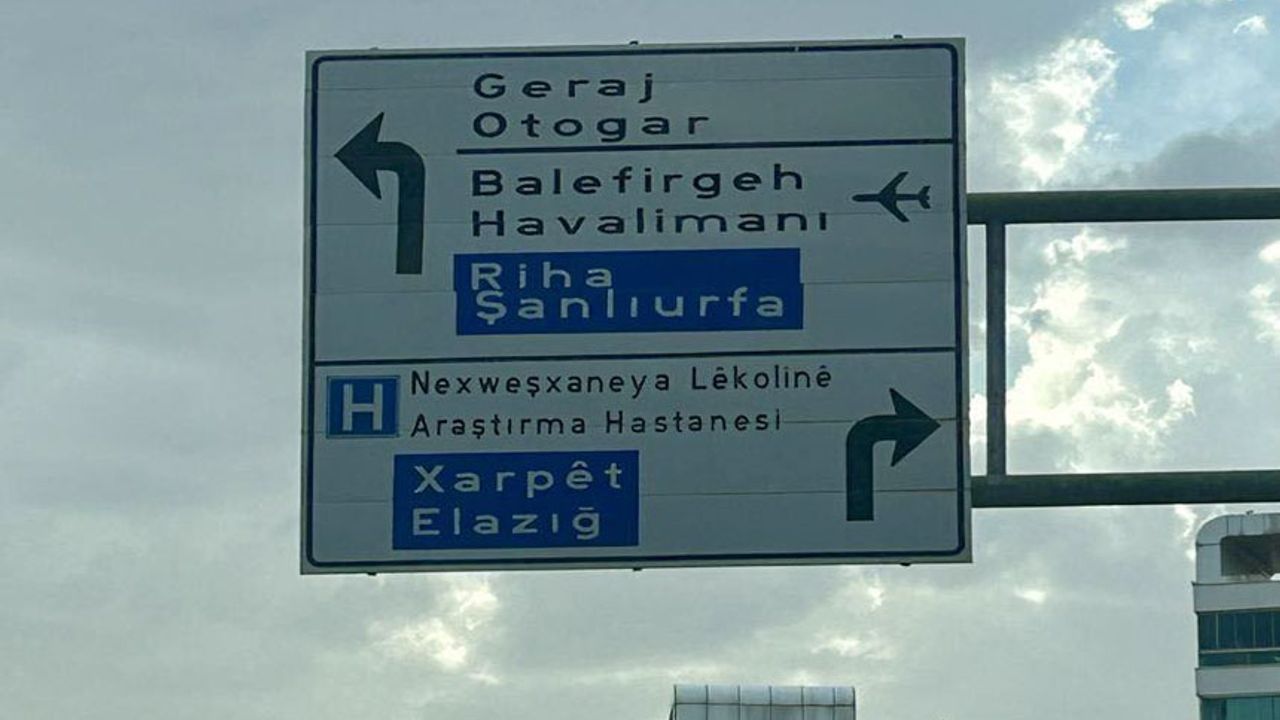 Geraj
Otogar
Balefirgeh
Havalimanı
Riha
Şanlıurfa
H
Nexweşxaneya Lêkolînê
Araştırma Hastanesi
Xarpêt
Elazığ